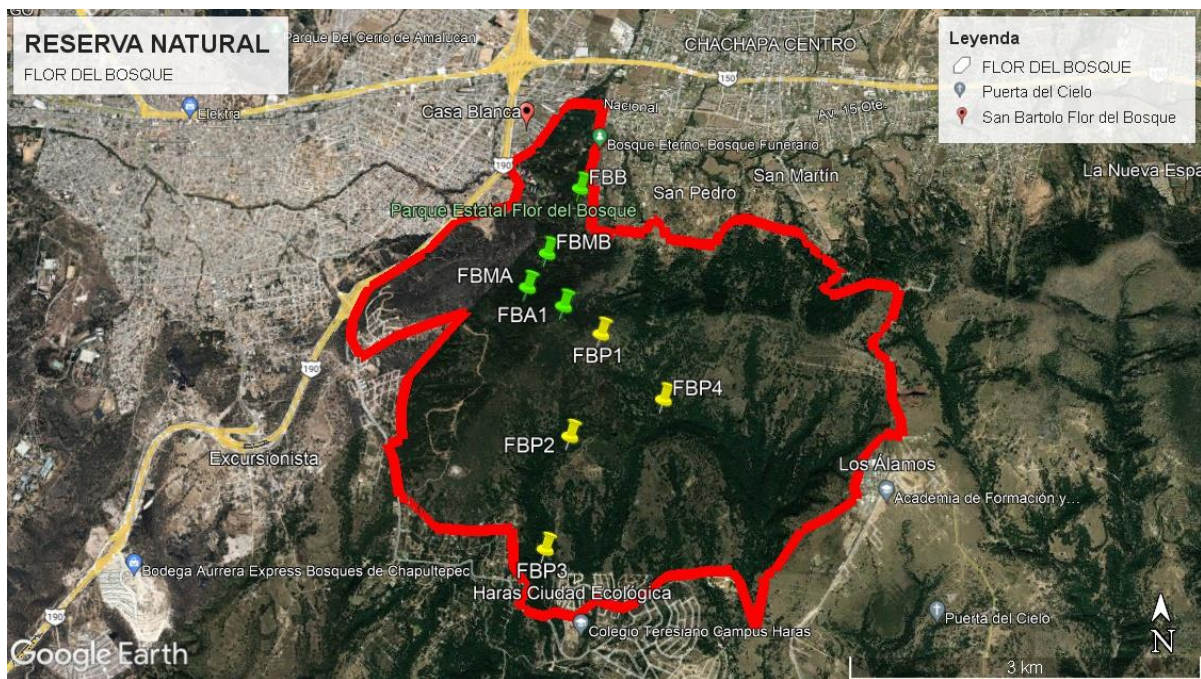 RESERVA NATURAL
FLOR DEL BOSQUE
Parque Del Cerro de Amalucan
CHACHAPA CENTRO
Leyenda
FLOR DEL BOSQUE
Puerta del Cielo
San Bartolo Flor del Bosque
150
Elektra
Casa Blanca
Nacional
Av. 15 Ote.
Bosque Eterno, Bosque Funerario
190
FBB
San Pedro
San Martín
La Nueva Espa
Parque Estatal Flor del Bosque
FBMB
FBMA
FBA1
FBP1
190
FBP4
FBP2
Excursionista
Los Álamos
Academia de Formación y...
FBP3
Bodega Aurrera Express Bosques de Chapultepec
Haras Ciudad Ecológica
190
Colegio Teresiano Campus Haras
Puerta del Cielo
N
Google Earth
3 km